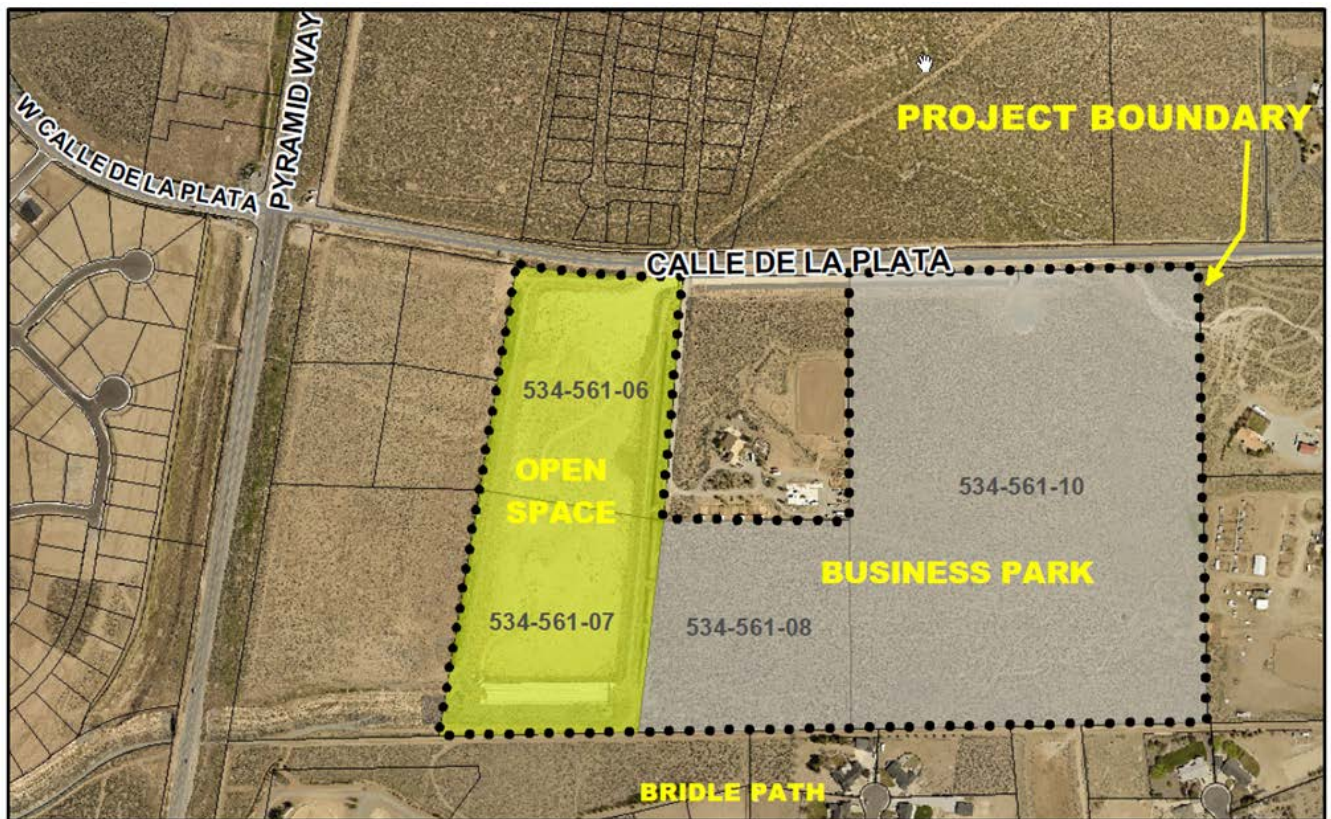 PYRAMID WAY
W CALLE DE LA PLATA
PROJECT BOUNDARY
CALLE DE LA PLATA
534-561-06
OPEN
SPACE
534-561-10
BUSINESS PARK
534-561-07
534-561-08
BRIDLE PATH